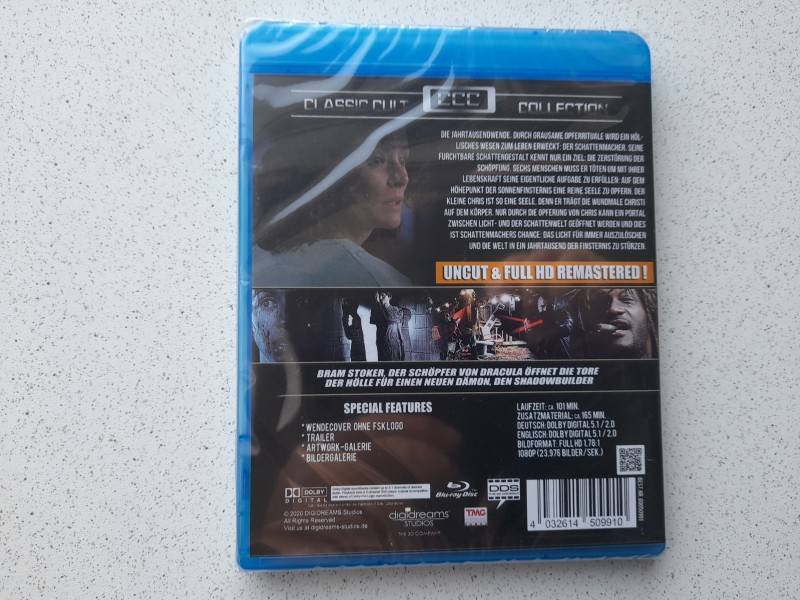 CLASSIC CULT CCC COLLECTION
DIE JAHRTAUSENDWENDE. DURCH GRAUSAME OPFERRITUALE WIRD EIN HÖL-
LISCHES WESEN ZUM LEBEN ERWECKT: DER SCHATTENMACHER. SEINE
FURCHTBARE SCHATTENGESTALT KENNT NUR EIN ZIEL: DIE ZERSTÖRUNG DER
SCHÖPFUNG. SECHS MENSCHEN MUSS ER TÖTEN UM MIT IHRER
LEBENSKRAFT SEINE EIGENTLICHE AUFGABE ZU ERFÜLLEN: AUF DEM
HÖHEPUNKT DER SONNENFINSTERNIS EINE REINE SEELE ZU OPFERN. DER
KLEINE CHRIS IST SO EINE SEELE, DENN ER TRÄGT DIE WUNDMALE CHRISTI
AUF DEM KÖRPER. NUR DURCH DIE OPFERUNG VON CHRIS KANN EIN PORTAL
ZWISCHEN LICHT- UND DER SCHATTENWELT GEÖFFNET WERDEN UND DIES
IST SCHATTENMACHERS CHANCE, DAS LICHT FÜR IMMER AUSZULÖSCHEN
UND DIE WELT IN EIN JAHRTAUSEND DER FINSTERNIS ZU STÜRZEN.
UNCUT & FULL HD REMASTERED !
BRAM STOKER, DER SCHÖPFER VON DRACULA ÖFFNET DIE TORE
DER HÖLLE FÜR EINEN NEUEN DÄMON, DEN SHADOWBUILDER
SPECIAL FEATURES
* WENDECOVER OHNE FSK LOGO
* TRAILER
* ARTWORK-GALERIE
* BILDERGALERIE
LAUFZEIT: CA. 101 MIN.
ZUSATZMATERIAL: CA. 165 MIN.
DEUTSCH: DOLBY DIGITAL 5.1 / 2.0
ENGLISCH: DOLBY DIGITAL 5.1 / 2.0
BILDFORMAT: FULL HD 1.78:1
1080P (23,976 BILDER/SEK.)
DOLBY
DIGITAL
Blu-ray Disc
DDS
© 2020 DIGIDREAMS Studios
All Rights Reserved
Visit us at digidreams-studios.de
digidreams
STUDIOS
THE 3D COMPANY
TMG
4 032614 509910